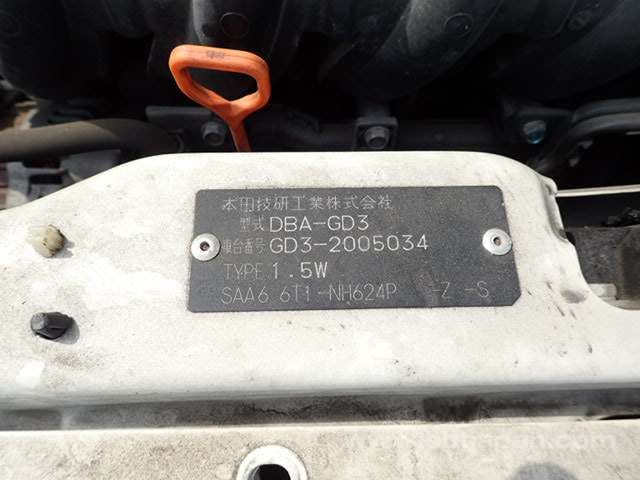 本田技研工業株式会社
型式 DBA-GD3
車台番号 GD3-2005034
TYPE 1.5W
SAA6 6T1-NH624P -Z -S